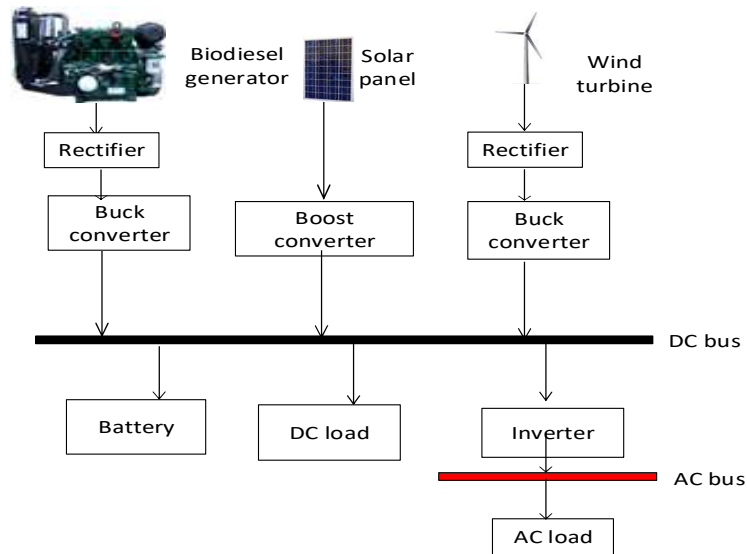 Biodiesel
generator
Solar
panel
Wind
turbine
Rectifier
Rectifier
Buck
converter
Boost
converter
Buck
converter
DC bus
Battery
DC load
Inverter
AC bus
AC load